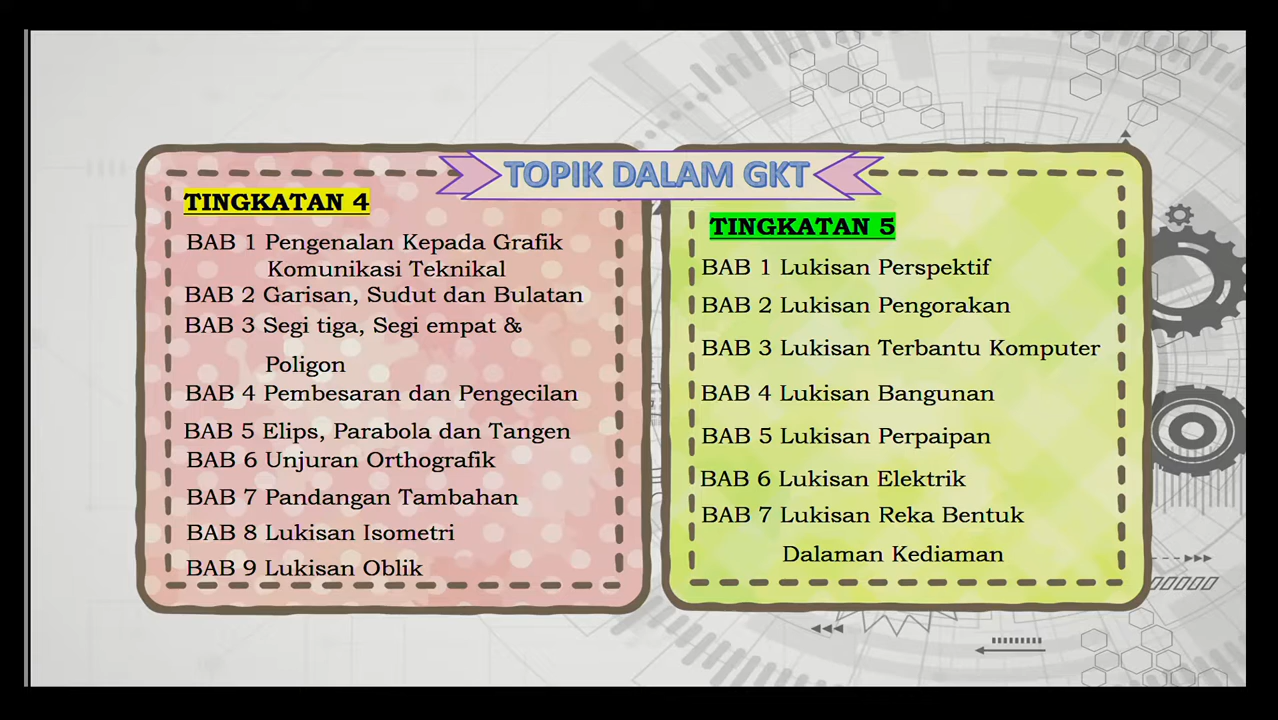 TOPIK DALAM GKT
TINGKATAN 4
BAB 1 Pengenalan Kepada Grafik
Komunikasi Teknikal
BAB 2 Garisan, Sudut dan Bulatan
BAB 3 Segi tiga, Segi empat &
Poligon
BAB 4 Pembesaran dan Pengecilan
BAB 5 Elips, Parabola dan Tangen
BAB 6 Unjuran Orthografik
BAB 7 Pandangan Tambahan
BAB 8 Lukisan Isometri
BAB 9 Lukisan Oblik
TINGKATAN 5
BAB 1 Lukisan Perspektif
BAB 2 Lukisan Pengorakan
BAB 3 Lukisan Terbantu Komputer
BAB 4 Lukisan Bangunan
BAB 5 Lukisan Perpaipan
BAB 6 Lukisan Elektrik
BAB 7 Lukisan Reka Bentuk
Dalaman Kediaman